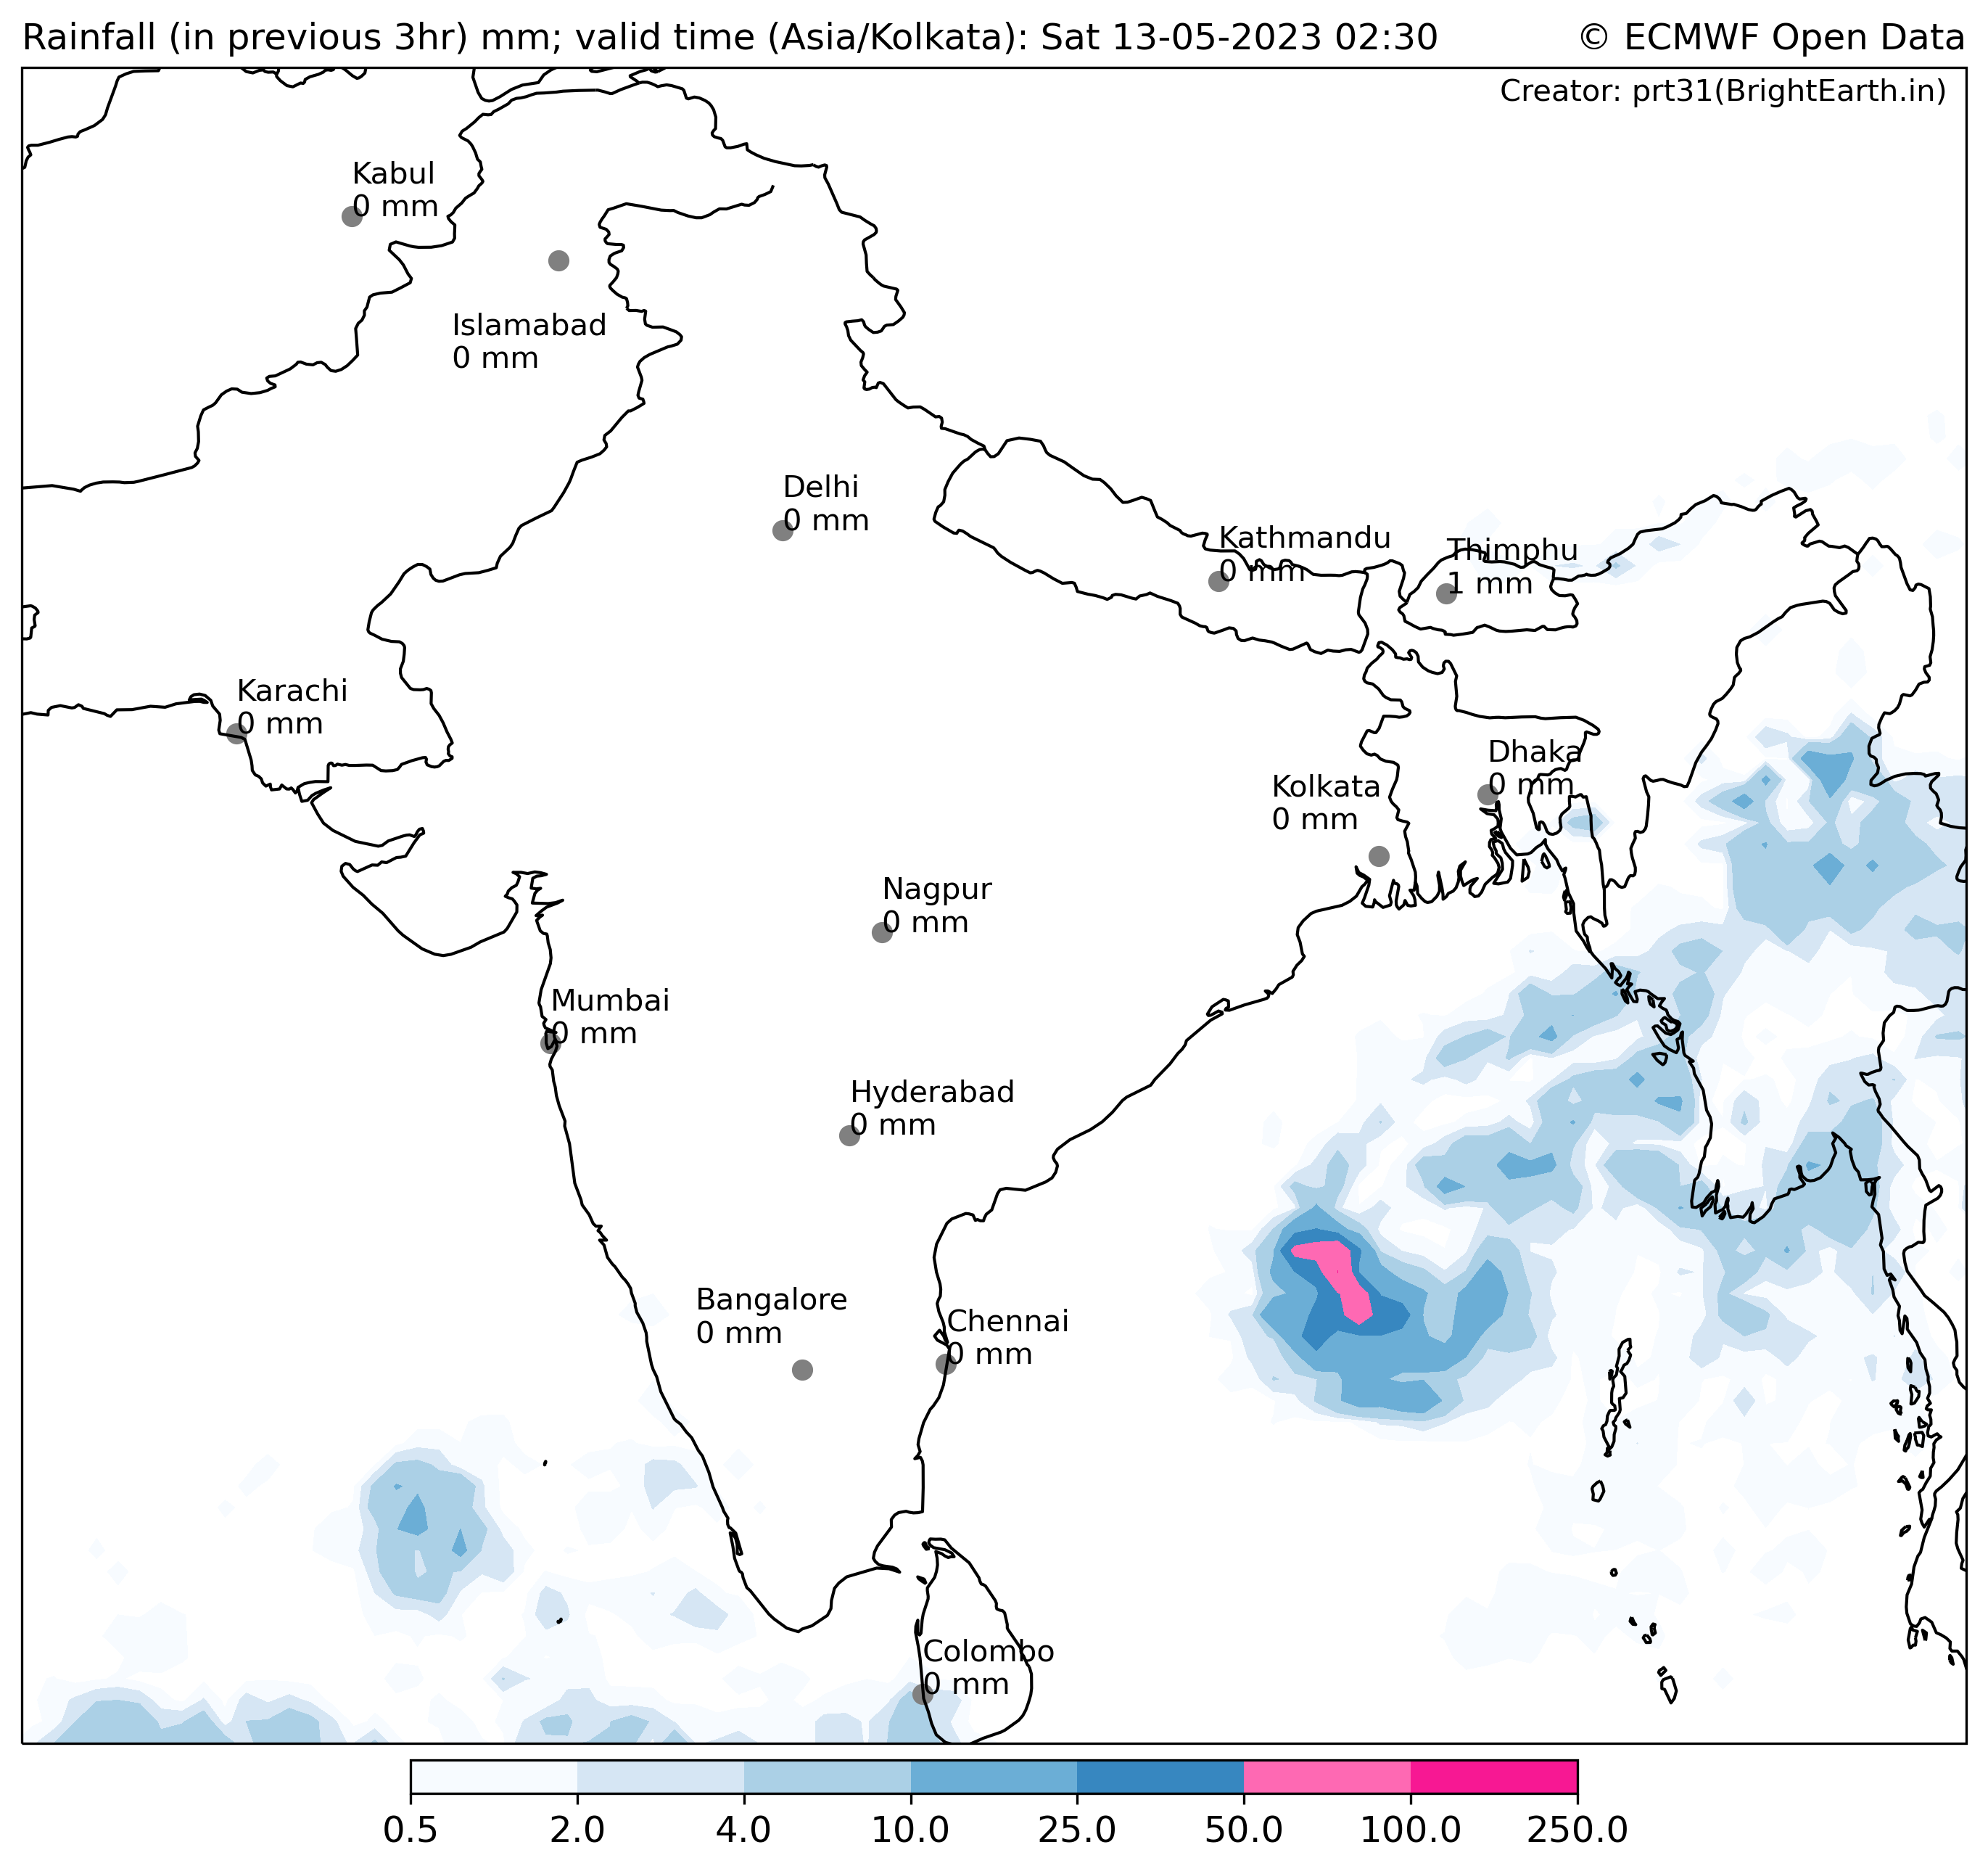 Rainfall (in previous 3hr) mm; valid time (Asia/Kolkata): Sat 13-05-2023 02:30
© ECMWF Open Data
Creator: prt31(BrightEarth.in)
Kabul
0 mm
Islamabad
0 mm
Delhi
0 mm
Kathmandu
0 mm
Thimphu
1 mm
Karachi
0 mm
Dhaka
0 mm
Kolkata
0 mm
Nagpur
0 mm
Mumbai
0 mm
Hyderabad
0 mm
Bangalore
0 mm
Chennai
0 mm
Colombo
0 mm
0.5 2.0 4.0 10.0 25.0 50.0 100.0 250.0